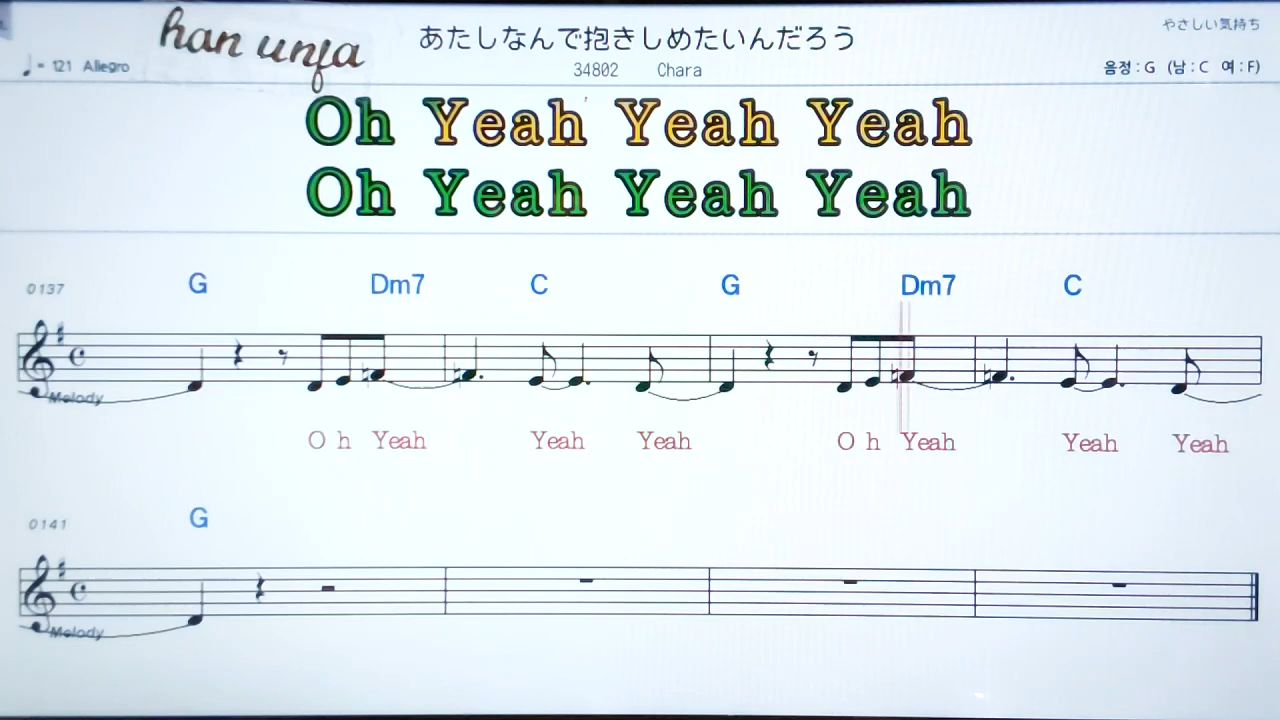 han unfa
あたしなんで抱きしめたいんだろう
やさしい気持ち
♩= 121 Allegro
34802 Chara
음정 : G (남 : C 여 : F)
Oh Yeah Yeah Yeah
Oh Yeah Yeah Yeah
0137 G Dm7 C G Dm7 C
Melody
Oh Yeah Yeah Yeah Oh Yeah Yeah Yeah
0141 G
Melody